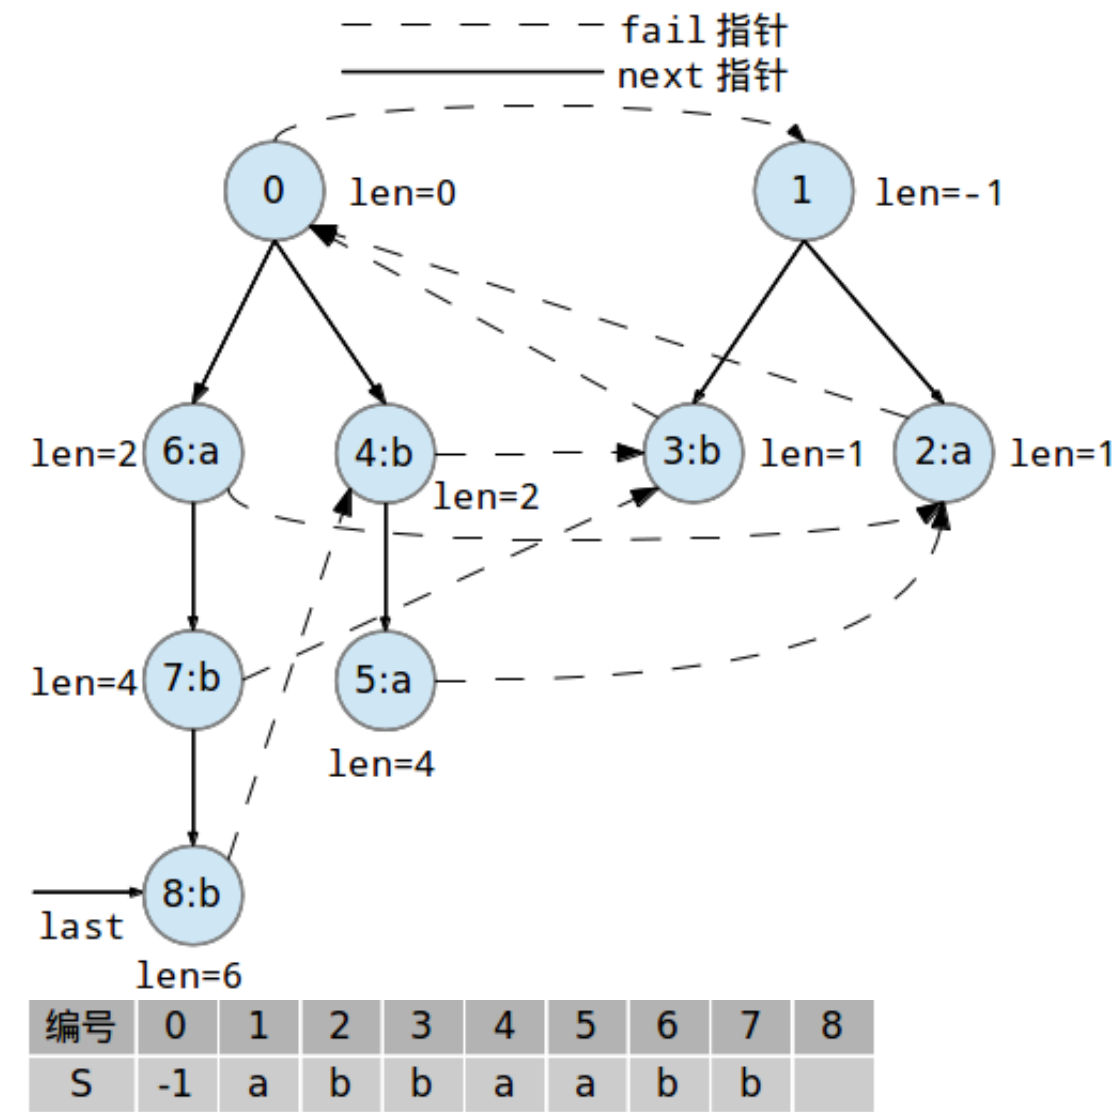 fail 指针
next 指针
0 len=0 1 len=-1
len=2 6:a 4:b len=2 3:b len=1 2:a len=1
len=4 7:b 5:a
len=4
8:b
last
len=6
编号 0 1 2 3 4 5 6 7 8
S -1 a b b a a b b